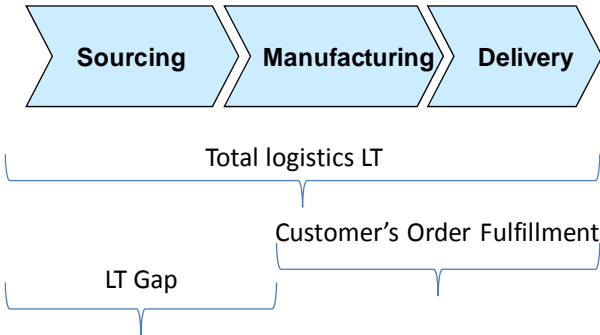 Sourcing
Manufacturing
Delivery
Total logistics LT
Customer’s Order Fulfillment
LT Gap